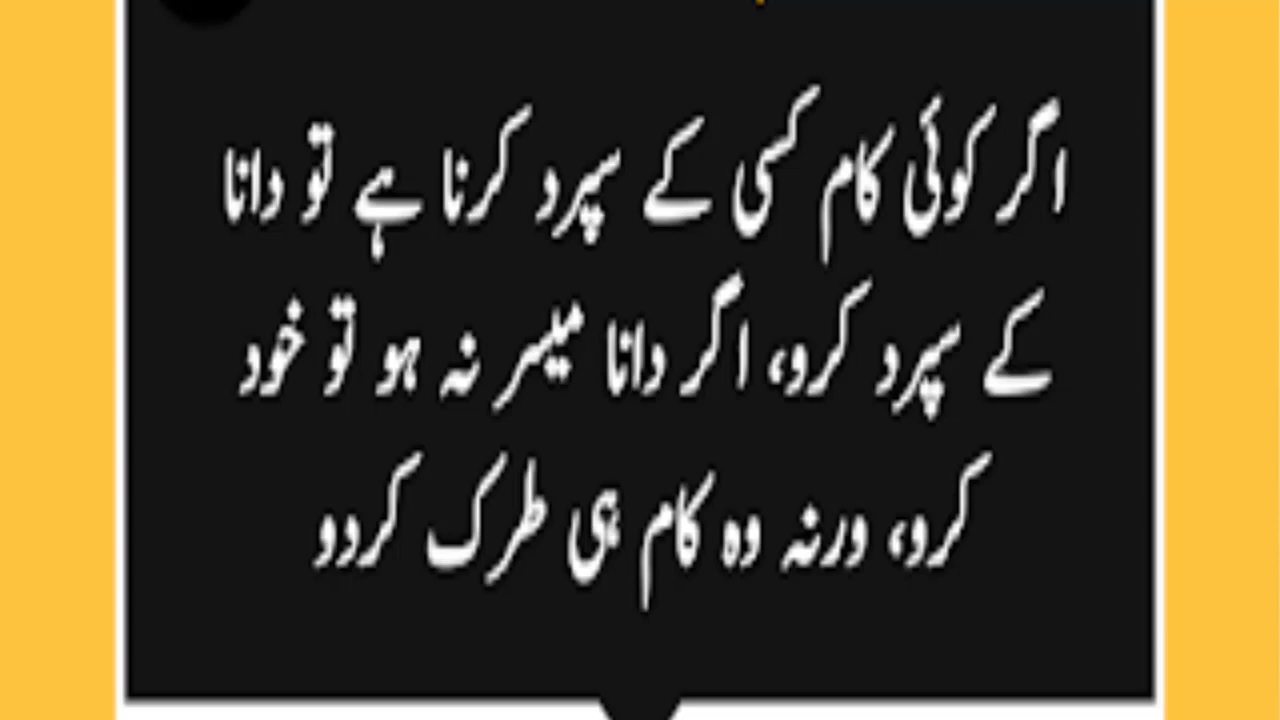 اگر کوئی کام کسی کے سپرد کرنا ہے تو دانا
کے سپرد کرو، اگر دانا میسر نہ ہو تو خود
کرو، ورنہ وہ کام ہی طرک کردو